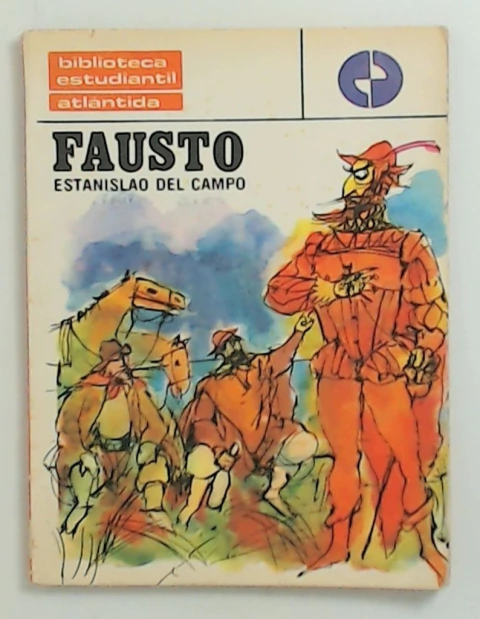 biblioteca
estudiantil
atlántida
FAUSTO
ESTANISLAO DEL CAMPO